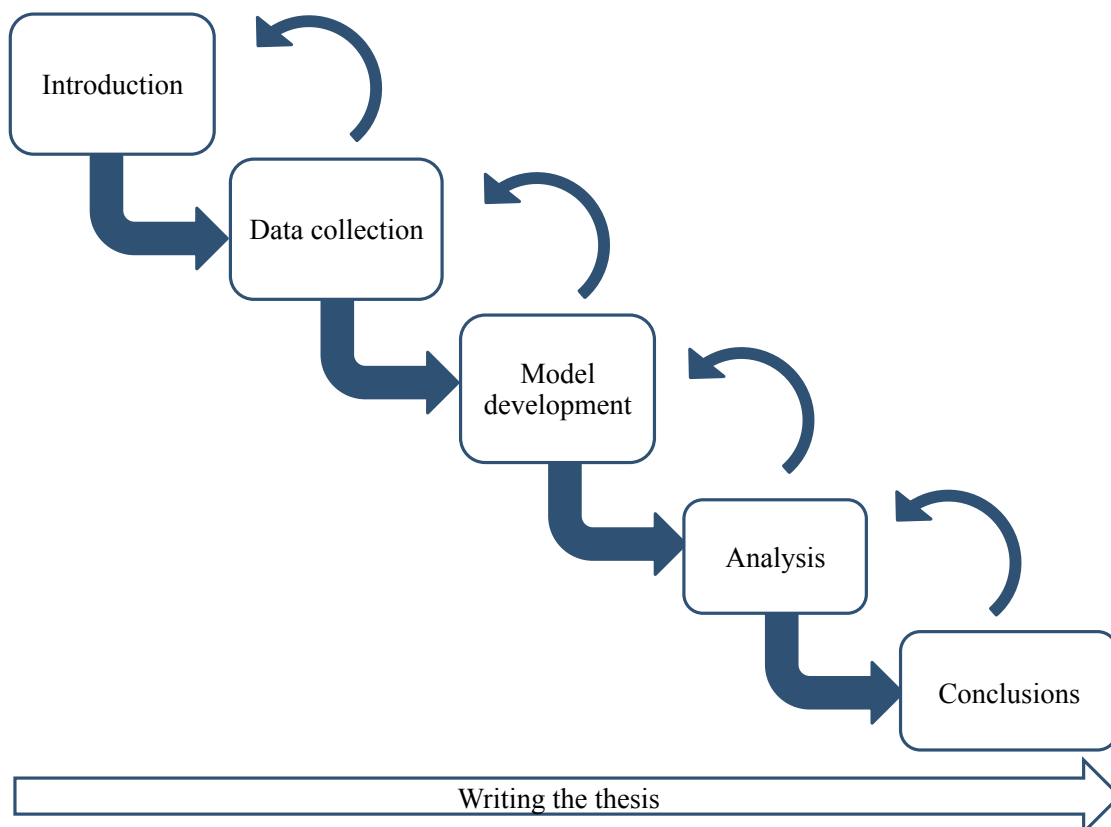 Introduction
Data collection
Model
development
Analysis
Conclusions
Writing the thesis